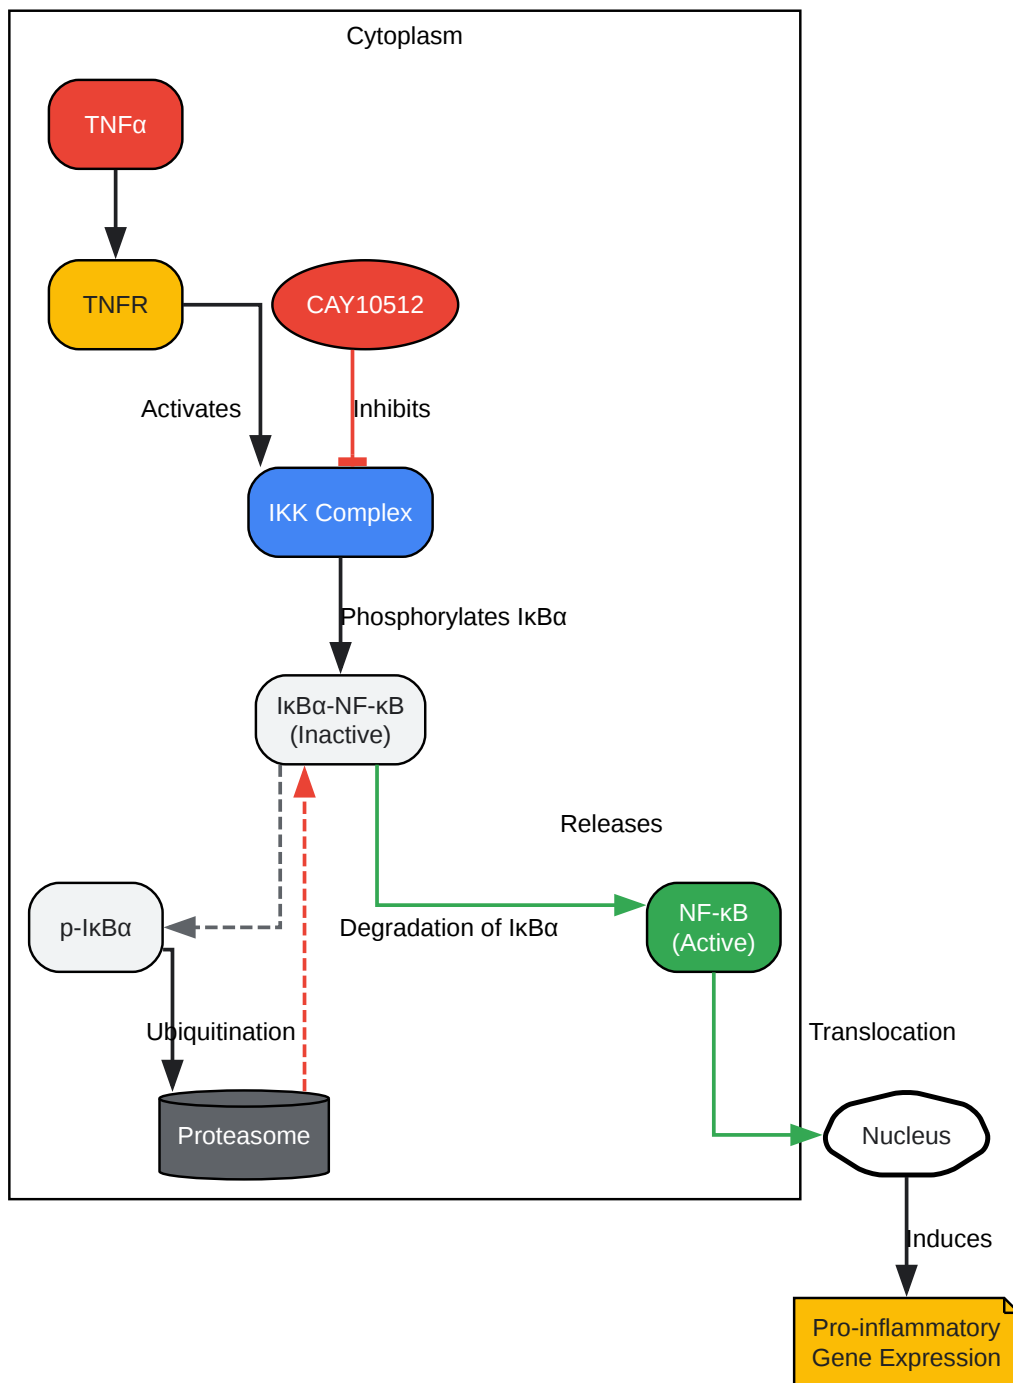 Cytoplasm
TNFα
TNFR
CAY10512
Activates
Inhibits
IKK Complex
Phosphorylates IκBα
IκBα-NF-κB
(Inactive)
Releases
p-IκBα
Degradation of IκBα
NF-κB
(Active)
Ubiquitination
Translocation
Proteasome
Nucleus
Induces
Pro-inflammatory
Gene Expression